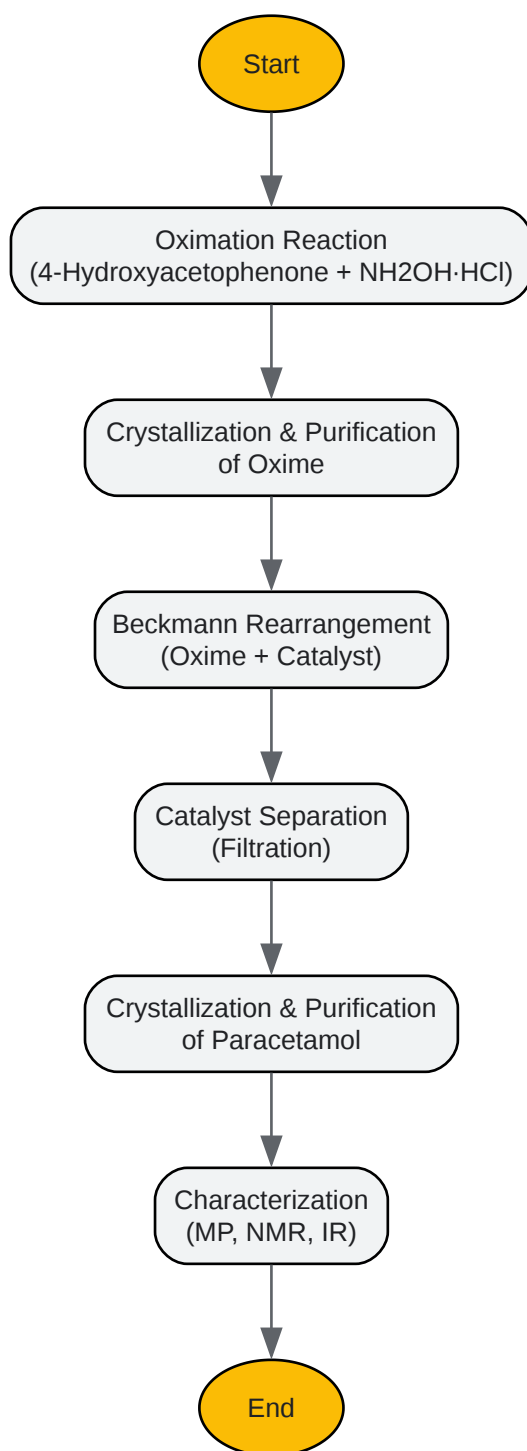 Start
Oximation Reaction
(4-Hydroxyacetophenone + NH2OH·HCl)
Crystallization & Purification
of Oxime
Beckmann Rearrangement
(Oxime + Catalyst)
Catalyst Separation
(Filtration)
Crystallization & Purification
of Paracetamol
Characterization
(MP, NMR, IR)
End